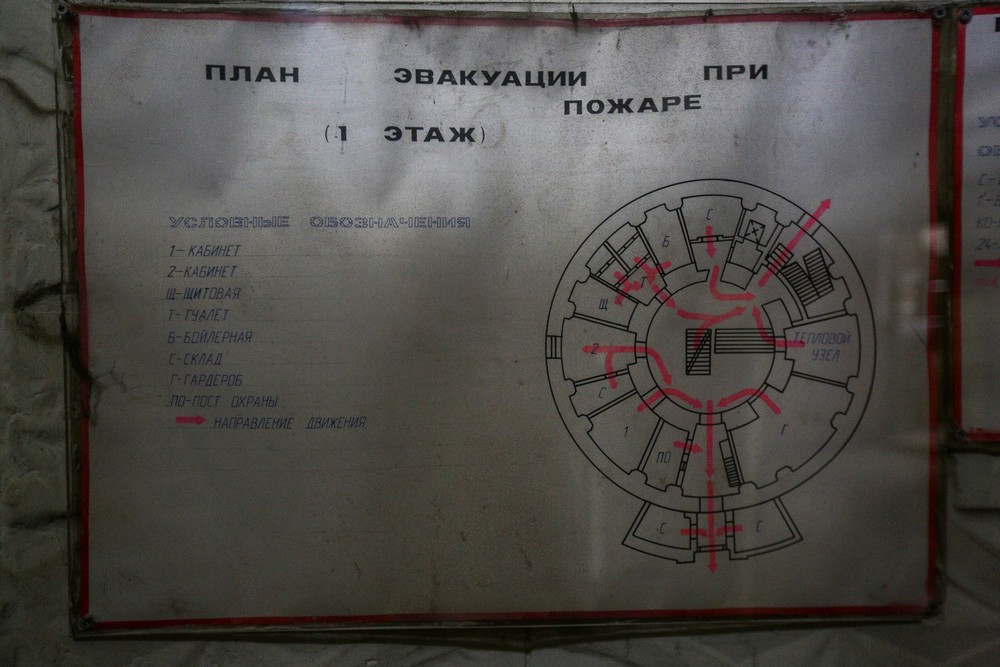 ПЛАН ЭВАКУАЦИИ ПРИ
ПОЖАРЕ
(1 ЭТАЖ)
УСЛОВНЫЕ ОБОЗНАЧЕНИЯ
1-КАБИНЕТ
2-КАБИНЕТ
Щ-ЩИТОВАЯ
Т-ТУАЛЕТ
Б-БОЙЛЕРНАЯ
С-СКЛАД
Г-ГАРДЕРОБ
ПО-ПОСТ ОХРАНЫ
НАПРАВЛЕНИЕ ДВИЖЕНИЯ
С
Б
Т
Щ
2
ТЕПЛОВОЙ
УЗЕЛ
С
1
ПО
Г
С
С